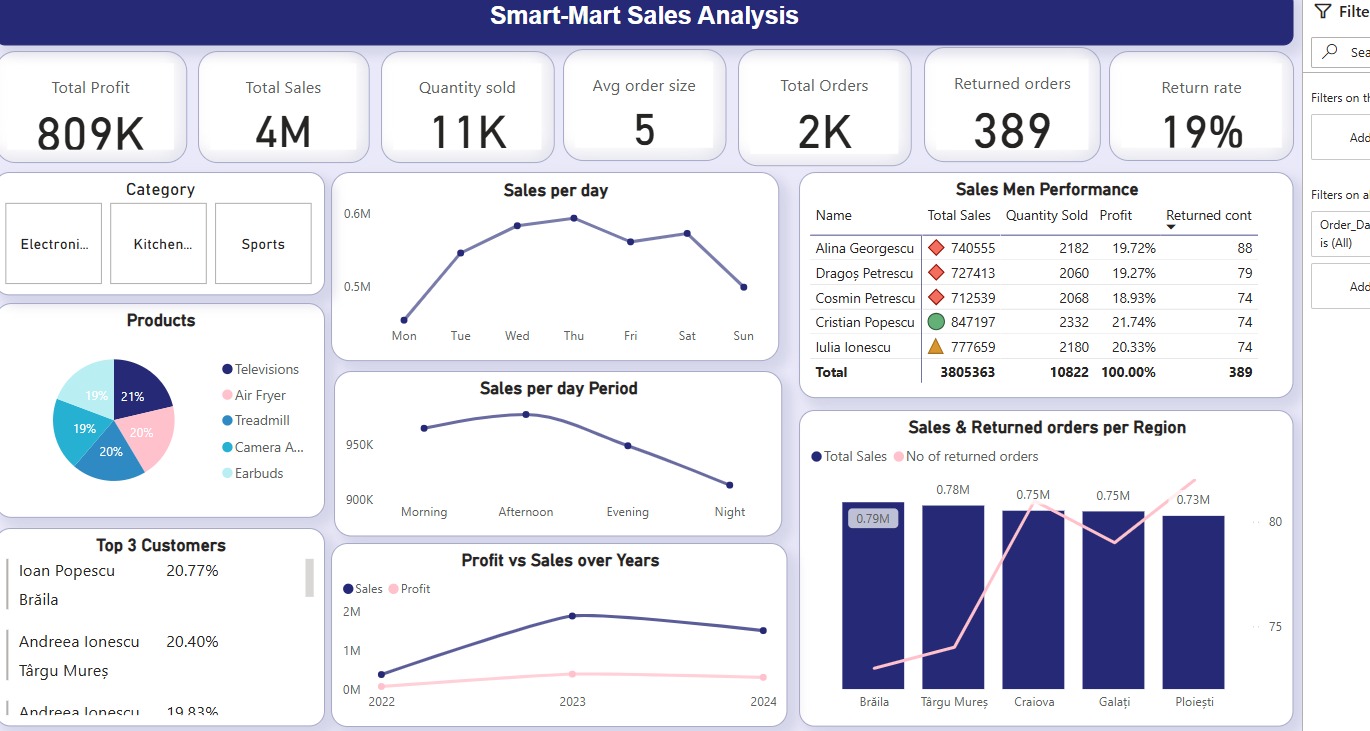 Smart-Mart Sales Analysis
Total Profit
809K
Total Sales
4M
Quantity sold
11K
Avg order size
5
Total Orders
2K
Returned orders
389
Return rate
19%
Category
Electroni...
Kitchen...
Sports
Products
19%
21%
19%
20%
20%
Televisions
Air Fryer
Treadmill
Camera A...
Earbuds
Top 3 Customers
Ioan Popescu 20.77%
Brăila
Andreea Ionescu 20.40%
Târgu Mureș
Andreea Ionescu 19.83%
Sales per day
0.6M
0.5M
Mon Tue Wed Thu Fri Sat Sun
Sales per day Period
950K
900K
Morning Afternoon Evening Night
Profit vs Sales over Years
Sales Profit
2M
1M
0M
2022 2023 2024
Sales Men Performance
Name Total Sales Quantity Sold Profit Returned cont
Alina Georgescu 740555 2182 19.72% 88
Dragoș Petrescu 727413 2060 19.27% 79
Cosmin Petrescu 712539 2068 18.93% 74
Cristian Popescu 847197 2332 21.74% 74
Iulia Ionescu 777659 2180 20.33% 74
Total 3805363 10822 100.00% 389
Sales & Returned orders per Region
Total Sales No of returned orders
0.79M 0.78M 0.75M 0.75M 0.73M
80
75
Brăila Târgu Mureș Craiova Galați Ploiești
Filte
Sea
Filters on th
Add
Filters on al
Order_Da
is (All)
Add